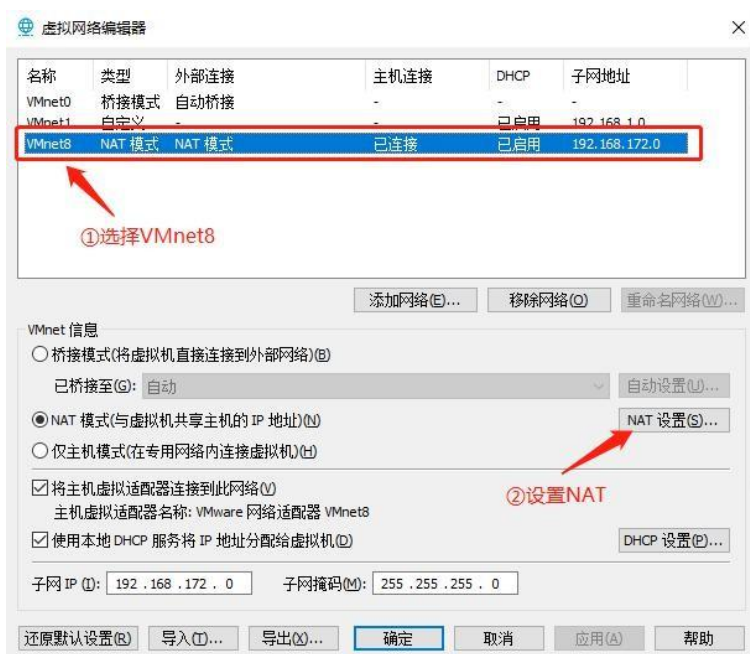 虚拟网络编辑器
名称 类型 外部连接 主机连接 DHCP 子网地址
VMnet0 桥接模式 自动桥接 - - -
VMnet1 自定义 - - 已启用 192.168.1.0
VMnet8 NAT 模式 NAT 模式 已连接 已启用 192.168.172.0
①选择VMnet8
添加网络(E)... 移除网络(O) 重命名网络(W)...
VMnet 信息
桥接模式(将虚拟机直接连接到外部网络)(B)
已桥接至(G): 自动 自动设置(U)...
NAT 模式(与虚拟机共享主机的 IP 地址)(N) NAT 设置(S)...
仅主机模式(在专用网络内连接虚拟机)(H)
②设置NAT
将主机虚拟适配器连接到此网络(V)
主机虚拟适配器名称: VMware 网络适配器 VMnet8
使用本地 DHCP 服务将 IP 地址分配给虚拟机(D) DHCP 设置(P)...
子网 IP (I): 192 . 168 . 172 . 0 子网掩码(M): 255 . 255 . 255 . 0
还原默认设置(R) 导入(T)... 导出(X)... 确定 取消 应用(A) 帮助